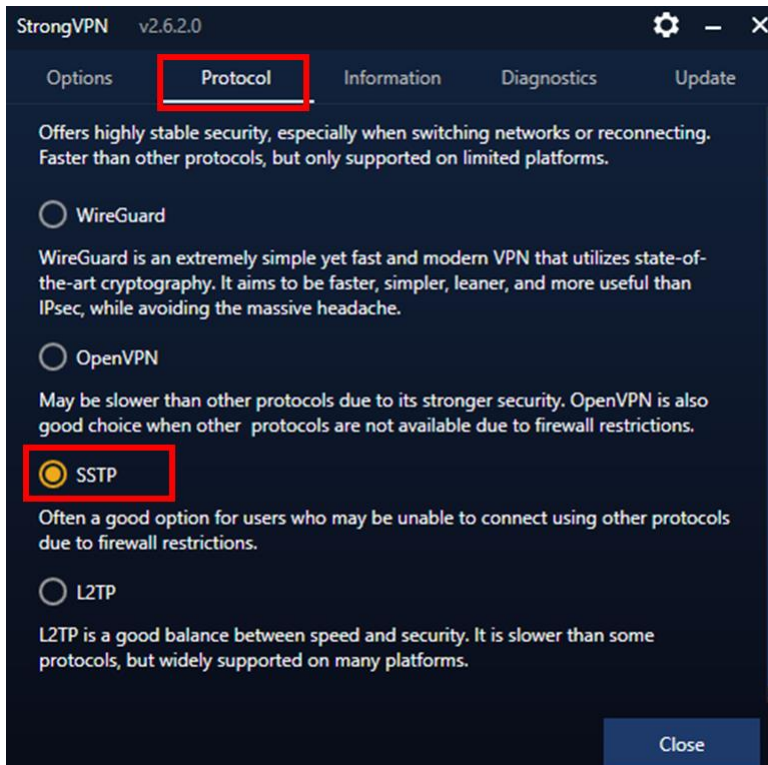 StrongVPN v2.6.2.0
Options Protocol Information Diagnostics Update
Offers highly stable security, especially when switching networks or reconnecting.
Faster than other protocols, but only supported on limited platforms.
WireGuard
WireGuard is an extremely simple yet fast and modern VPN that utilizes state-of-
the-art cryptography. It aims to be faster, simpler, leaner, and more useful than
IPsec, while avoiding the massive headache.
OpenVPN
May be slower than other protocols due to its stronger security. OpenVPN is also
good choice when other protocols are not available due to firewall restrictions.
SSTP
Often a good option for users who may be unable to connect using other protocols
due to firewall restrictions.
L2TP
L2TP is a good balance between speed and security. It is slower than some
protocols, but widely supported on many platforms.
Close